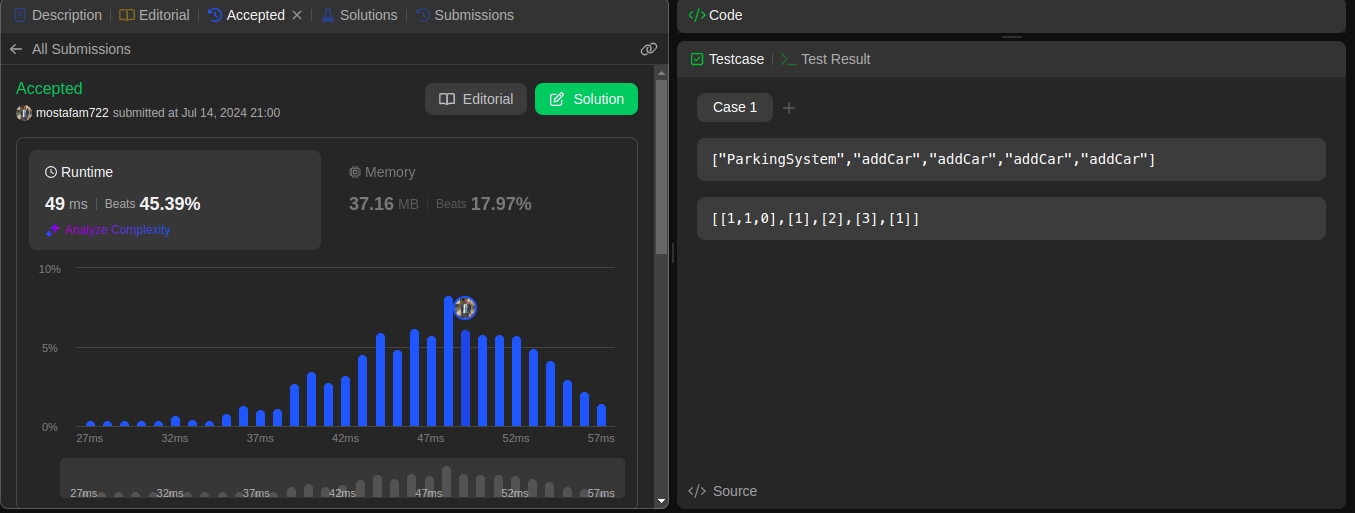 Description Editorial Accepted Solutions Submissions
All Submissions
Accepted
Editorial Solution
mostafam722 submitted at Jul 14, 2024 21:00
Runtime Memory
49 ms Beats 45.39% 37.16 MB Beats 17.97%
Analyze Complexity
10%
5%
0%
27ms 32ms 37ms 42ms 47ms 52ms 57ms
27ms 32ms 37ms 42ms 47ms 52ms 57ms
</> Code
Testcase >_ Test Result
Case 1 +
["ParkingSystem","addCar","addCar","addCar","addCar"]
[[1,1,0],[1],[2],[3],[1]]
</> Source